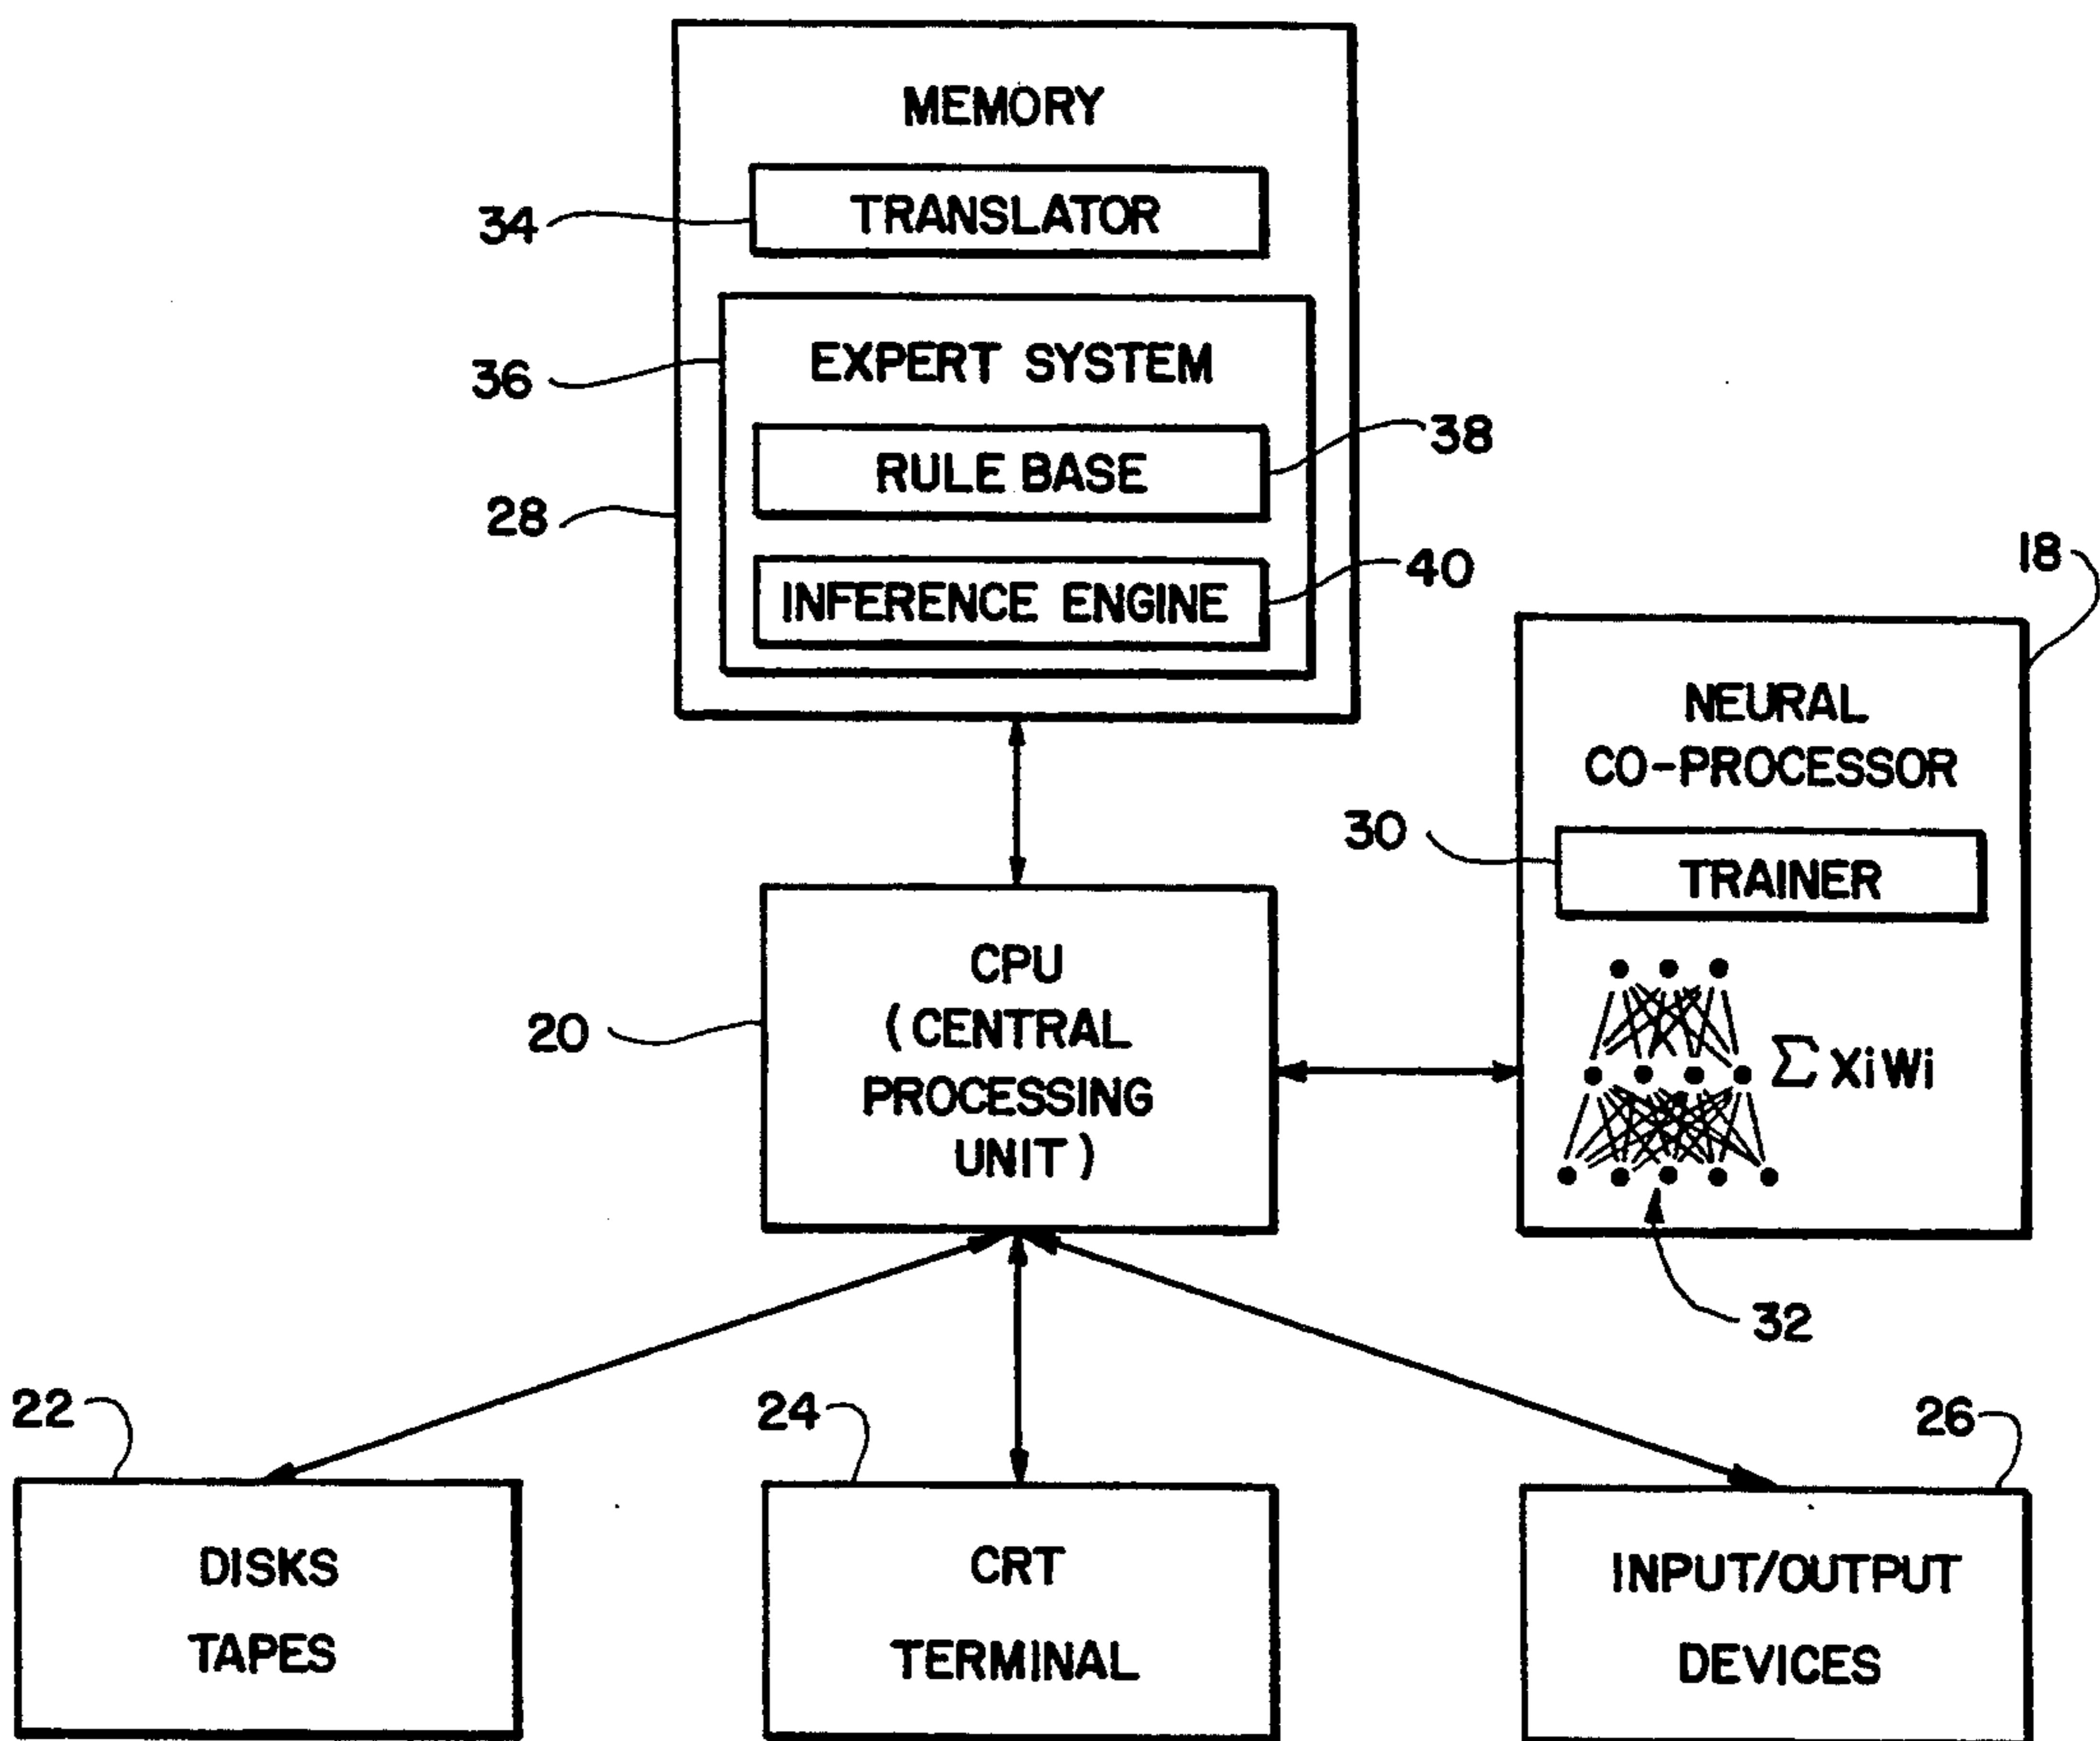 MEMORY
34
TRANSLATOR
36
EXPERT SYSTEM
38
RULE BASE
28
40
INFERENCE ENGINE
18
NEURAL
CO-PROCESSOR
30
TRAINER
20
CPU
(CENTRAL
PROCESSING
UNIT)
Σ XiWi
32
22
24
26
DISKS
TAPES
CRT
TERMINAL
INPUT/OUTPUT
DEVICES